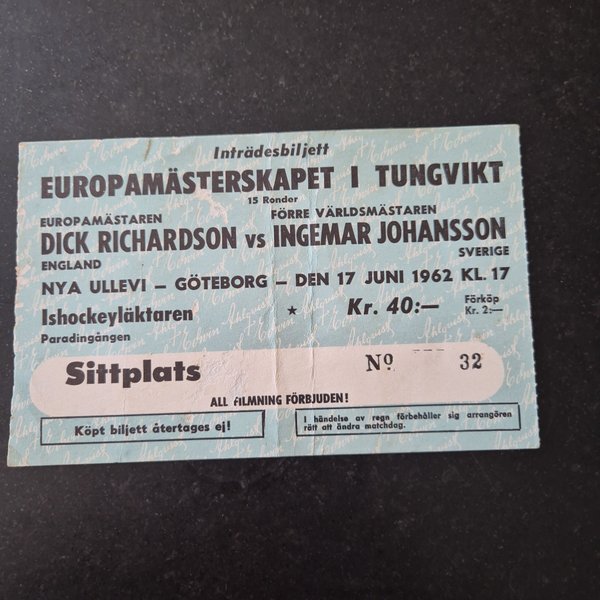 Inträdesbiljett
EUROPAMÄSTERSKAPET I TUNGVIKT
15 Ronder
EUROPAMÄSTAREN FÖRRE VÄRLDSMÄSTAREN
DICK RICHARDSON vs INGEMAR JOHANSSON
ENGLAND SVERIGE
NYA ULLEVI – GÖTEBORG – DEN 17 JUNI 1962 KL. 17
Ishockeyläktaren ★ Kr. 40:— Förköp
Kr. 2:—
Paradingången
Sittplats No. 32
ALL FILMNING FÖRBJUDEN!
Köpt biljett återtages ej!
I händelse av regn förbehåller sig arrangören
rätt att ändra matchdag.